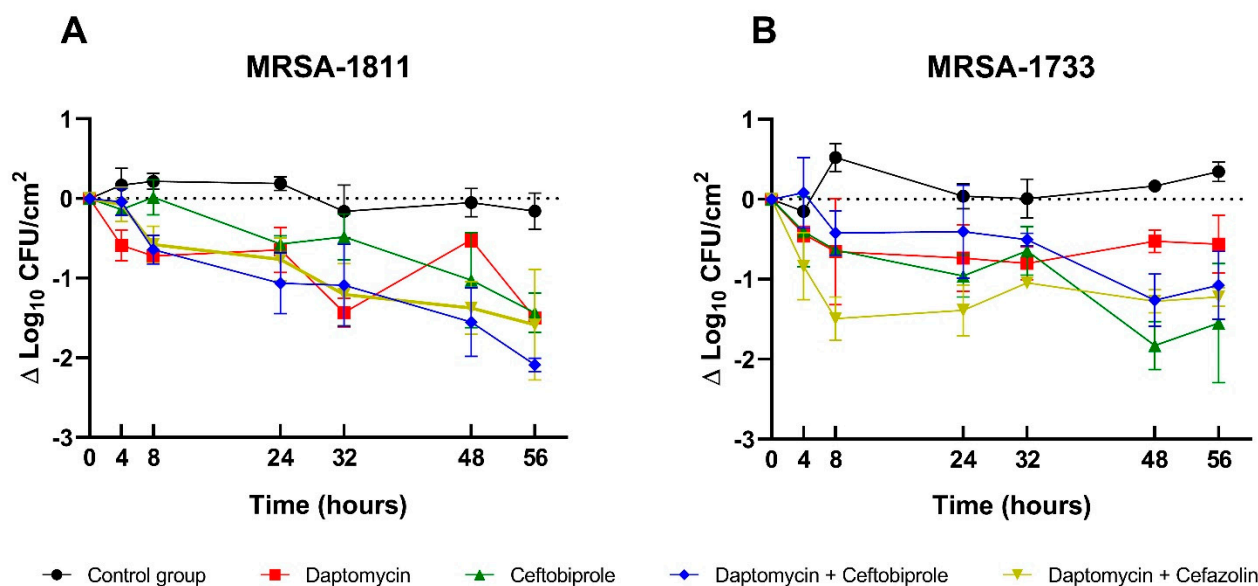 A
B
MRSA-1811
MRSA-1733
Δ Log10 CFU/cm2
1
0
-1
-2
-3
0 4 8 24 32 48 56
Time (hours)
Δ Log10 CFU/cm2
1
0
-1
-2
-3
0 4 8 24 32 48 56
Time (hours)
Control group
Daptomycin
Ceftobiprole
Daptomycin + Ceftobiprole
Daptomycin + Cefazolin